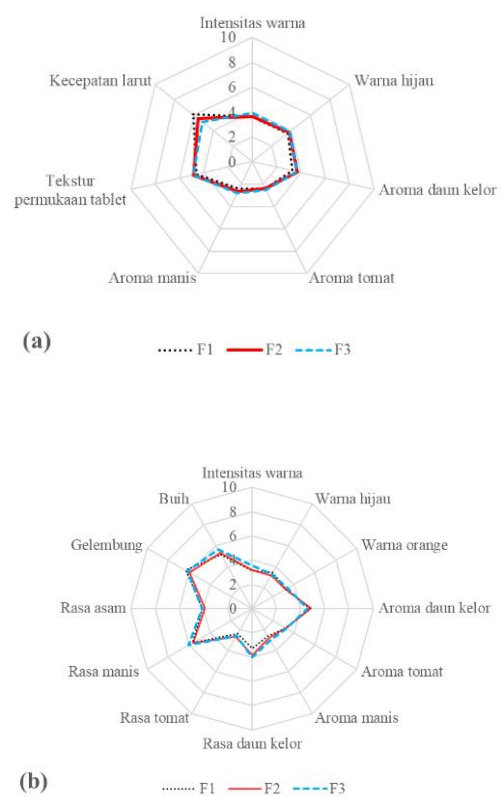 Intensitas warna
10
8
6
4
2
0
Kecepatan larut
Warna hijau
Tekstur
permukaan tablet
Aroma daun kelor
Aroma manis
Aroma tomat
(a)
F1 F2 F3
Intensitas warna
10
8
6
4
2
0
Buih
Warna hijau
Gelembung
Warna orange
Rasa asam
Aroma daun kelor
Rasa manis
Aroma tomat
Rasa tomat
Aroma manis
Rasa daun kelor
(b)
F1 F2 F3